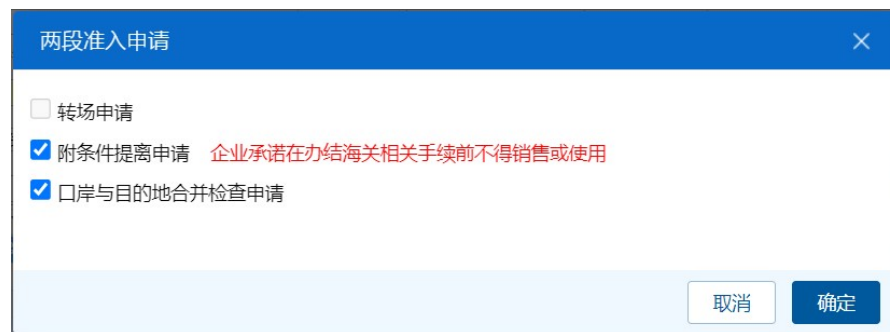 两段准入申请
转场申请
附条件提离申请 企业承诺在办结海关相关手续前不得销售或使用
口岸与目的地合并检查申请
取消 确定